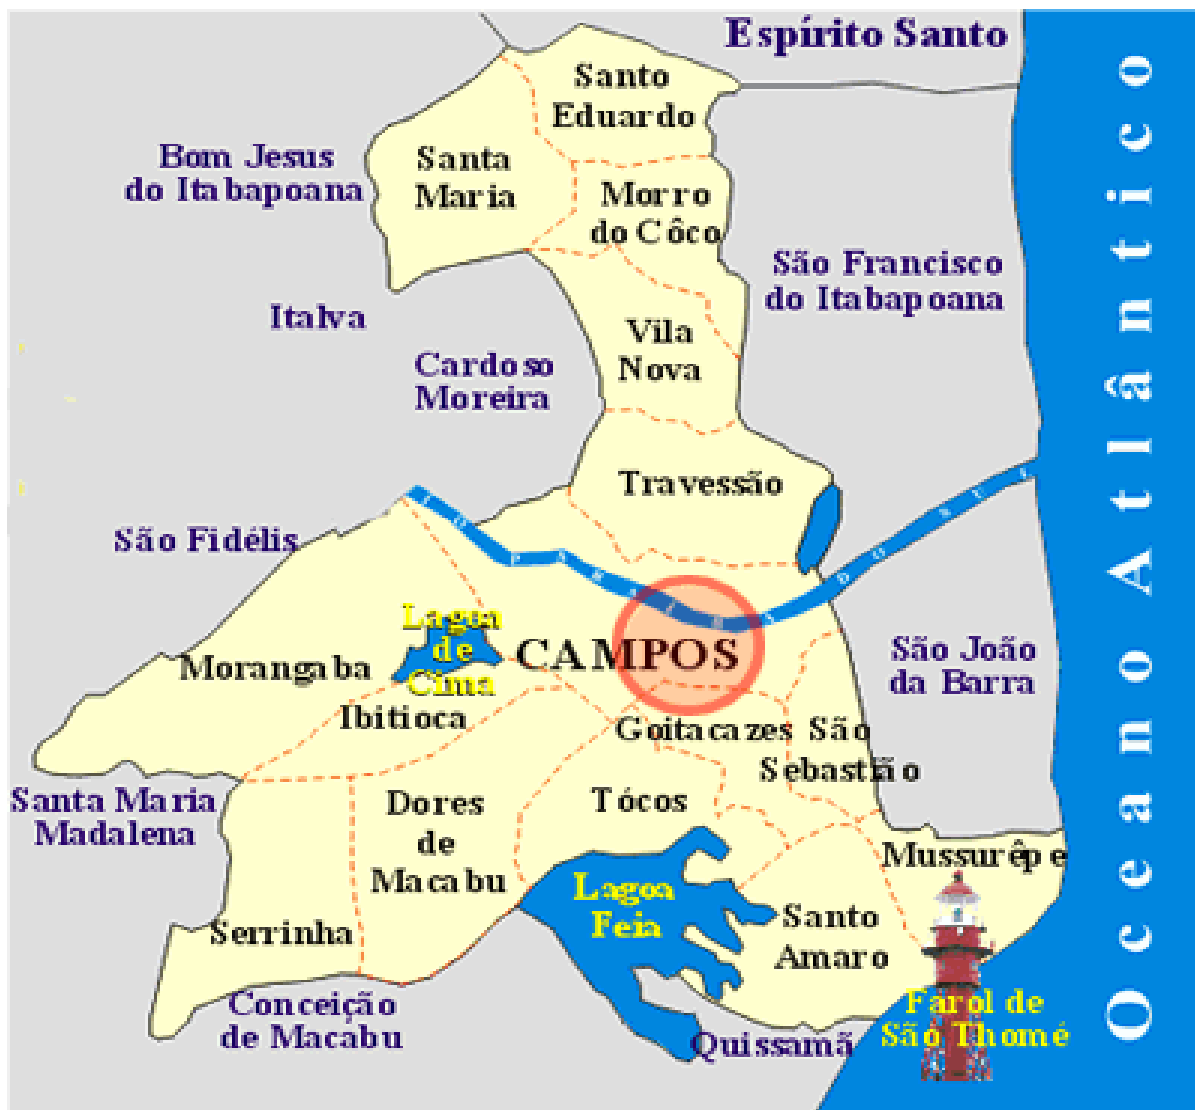 Espírito Santo
Santo
Eduardo
Bom Jesus
do Itabapoana
Santa
Maria
Morro
do Côco
São Francisco
do Itabapoana
Italva
Vila
Nova
Cardoso
Moreira
Travessão
São Fidélis
Lagoa
de
Cima
CAMPOS
Morangaba
São João
da Barra
Ibitioca
Goitacazes
São
Sebastião
Santa Maria
Madalena
Dores
de
Macabu
Tócos
Mussurêpe
Lagoa
Feia
Santo
Amaro
Serrinha
Conceição
de Macabu
Farol de
São Thomé
Quissamã
Oceano Atlântico